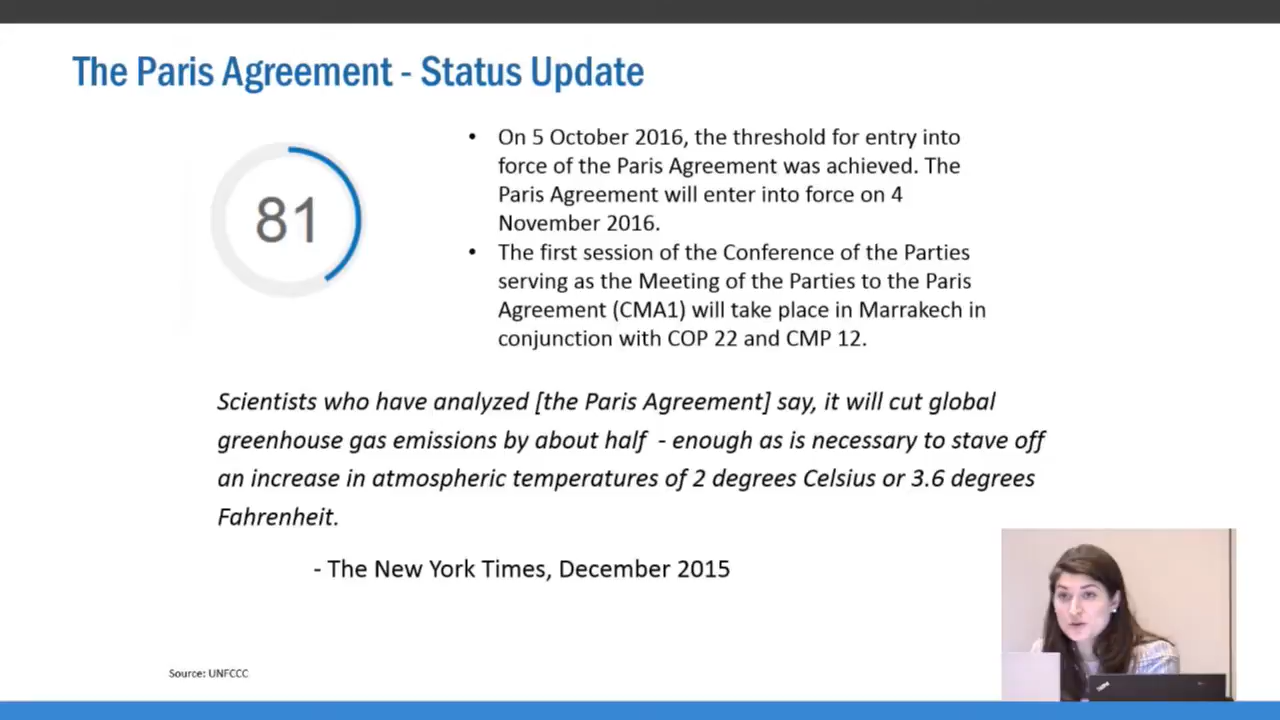 The Paris Agreement - Status Update
81
• On 5 October 2016, the threshold for entry into
force of the Paris Agreement was achieved. The
Paris Agreement will enter into force on 4
November 2016.
• The first session of the Conference of the Parties
serving as the Meeting of the Parties to the Paris
Agreement (CMA1) will take place in Marrakech in
conjunction with COP 22 and CMP 12.
Scientists who have analyzed [the Paris Agreement] say, it will cut global
greenhouse gas emissions by about half - enough as is necessary to stave off
an increase in atmospheric temperatures of 2 degrees Celsius or 3.6 degrees
Fahrenheit.
- The New York Times, December 2015
Source: UNFCCC